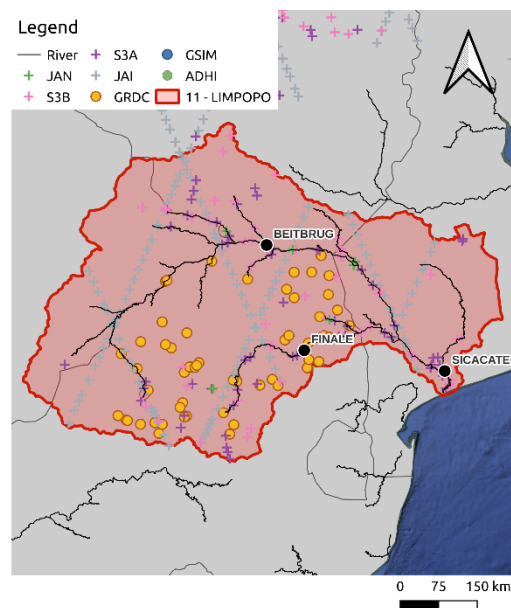 Legend
River S3A GSIM
JAN JAI ADHI
S3B GRDC 11 - LIMPOPO
BEITBRUG
FINALE
SICACATE
0 75 150 km